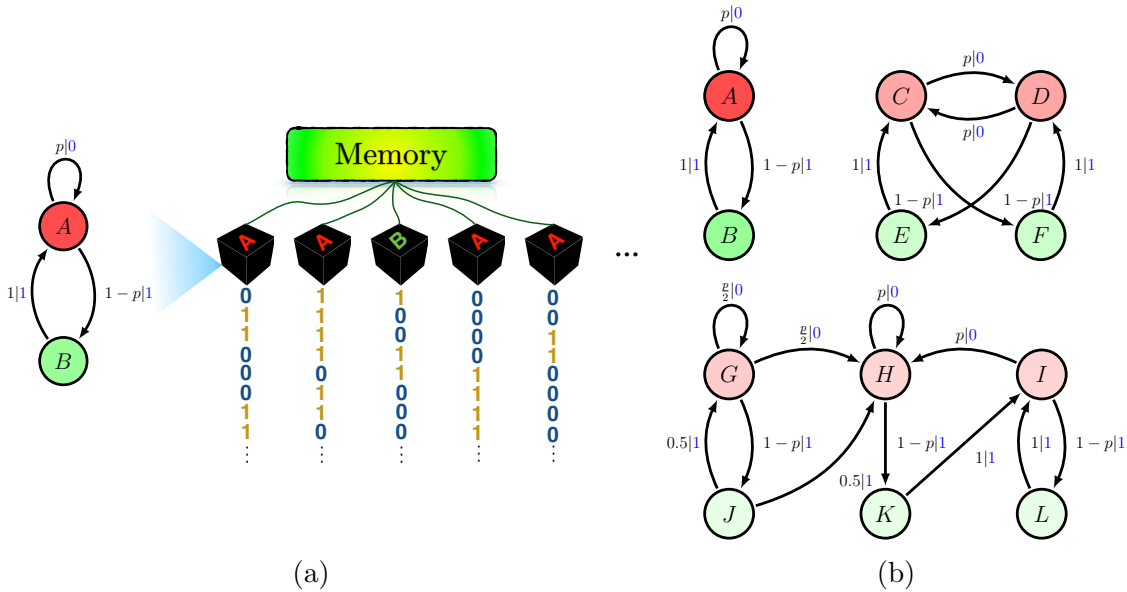 p|0
A
1|1
1 − p|1
B
Memory
A A B A A ...
0 1 1 0 0
1 1 0 0 0
1 1 0 0 1
0 1 1 0 1
0 0 1 1 0
0 1 0 1 0
1 1 0 1 0
1 0 0 1 0
(a)
p|0
A
1|1
1 − p|1
B
p|0
C
D
p|0
1|1
1 − p|1
1 − p|1
1|1
E
F
p/2|0
G
p/2|0
p|0
H
p|0
I
0.5|1
1 − p|1
1 − p|1
1|1
1|1
1 − p|1
0.5|1
J
K
L
(b)